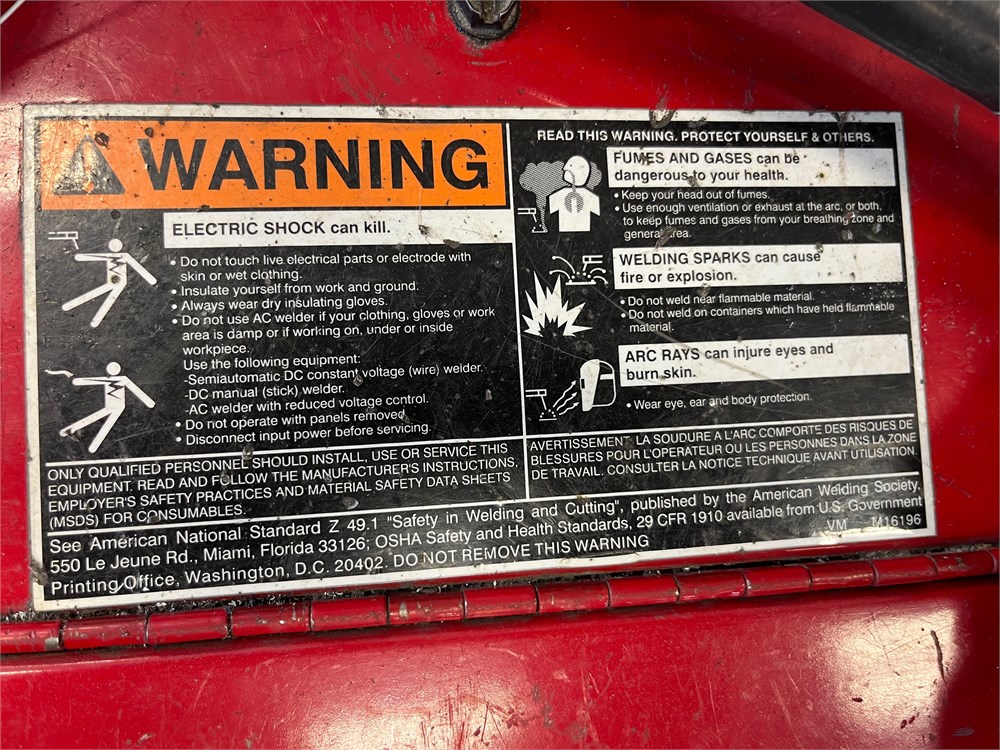 WARNING
ELECTRIC SHOCK can kill.
• Do not touch live electrical parts or electrode with
skin or wet clothing.
• Insulate yourself from work and ground.
• Always wear dry insulating gloves.
• Do not use AC welder if your clothing, gloves or work
area is damp or if working on, under or inside
workpiece.
Use the following equipment:
-Semiautomatic DC constant voltage (wire) welder.
-DC manual (stick) welder.
-AC welder with reduced voltage control.
• Do not operate with panels removed.
• Disconnect input power before servicing.
ONLY QUALIFIED PERSONNEL SHOULD INSTALL, USE OR SERVICE THIS
EQUIPMENT. READ AND FOLLOW THE MANUFACTURER'S INSTRUCTIONS,
EMPLOYER'S SAFETY PRACTICES AND MATERIAL SAFETY DATA SHEETS
(MSDS) FOR CONSUMABLES.
READ THIS WARNING. PROTECT YOURSELF & OTHERS.
FUMES AND GASES can be
dangerous to your health.
• Keep your head out of fumes.
• Use enough ventilation or exhaust at the arc, or both,
to keep fumes and gases from your breathing zone and
general area.
WELDING SPARKS can cause
fire or explosion.
• Do not weld near flammable material.
• Do not weld on containers which have held flammable
material.
ARC RAYS can injure eyes and
burn skin.
• Wear eye, ear and body protection.
AVERTISSEMENT LA SOUDURE A L'ARC COMPORTE DES RISQUES DE
BLESSURES POUR L'OPERATEUR OU LES PERSONNES DANS LA ZONE
DE TRAVAIL. CONSULTER LA NOTICE TECHNIQUE AVANT UTILISATION.
See American National Standard Z 49.1 "Safety in Welding and Cutting", published by the American Welding Society,
550 Le Jeune Rd., Miami, Florida 33126; OSHA Safety and Health Standards, 29 CFR 1910 available from U.S. Government
Printing Office, Washington, D.C. 20402. DO NOT REMOVE THIS WARNING
VM M16196